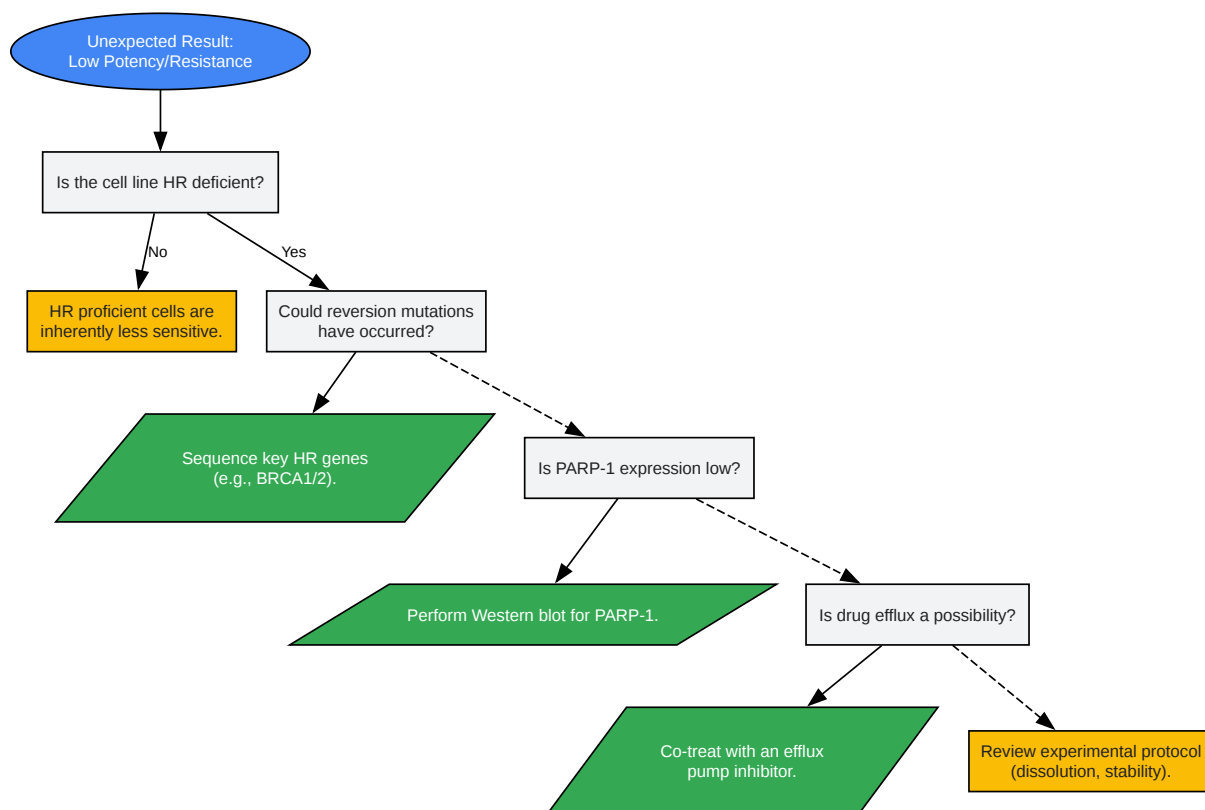 Unexpected Result:
Low Potency/Resistance
Is the cell line HR deficient?
No
Yes
HR proficient cells are
inherently less sensitive.
Could reversion mutations
have occurred?
Sequence key HR genes
(e.g., BRCA1/2).
Is PARP-1 expression low?
Perform Western blot for PARP-1.
Is drug efflux a possibility?
Co-treat with an efflux
pump inhibitor.
Review experimental protocol
(dissolution, stability).